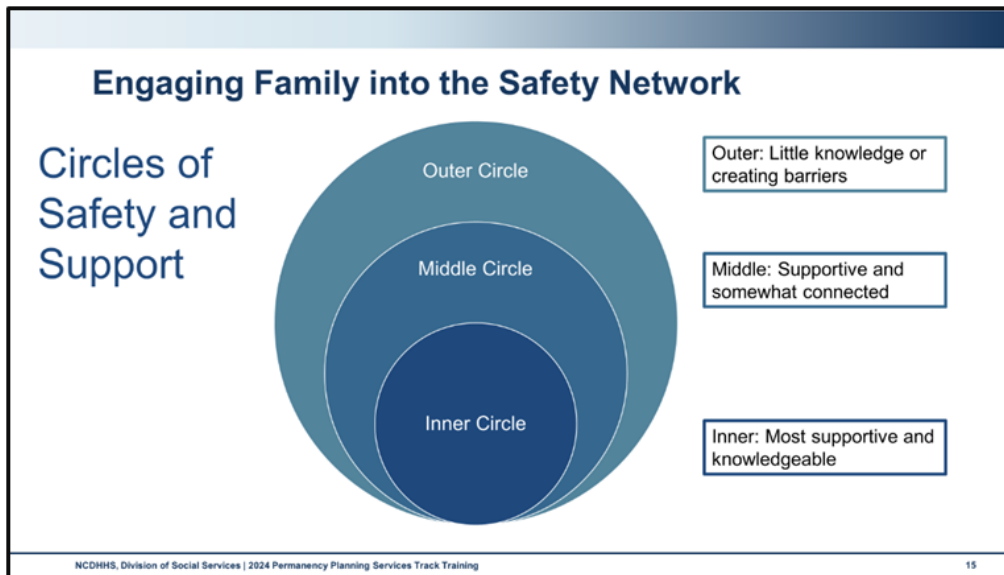 Engaging Family into the Safety Network
Circles of
Safety and
Support
Outer Circle
Middle Circle
Inner Circle
Outer: Little knowledge or
creating barriers
Middle: Supportive and
somewhat connected
Inner: Most supportive and
knowledgeable
NCDHHS, Division of Social Services | 2024 Permanency Planning Services Track Training
15